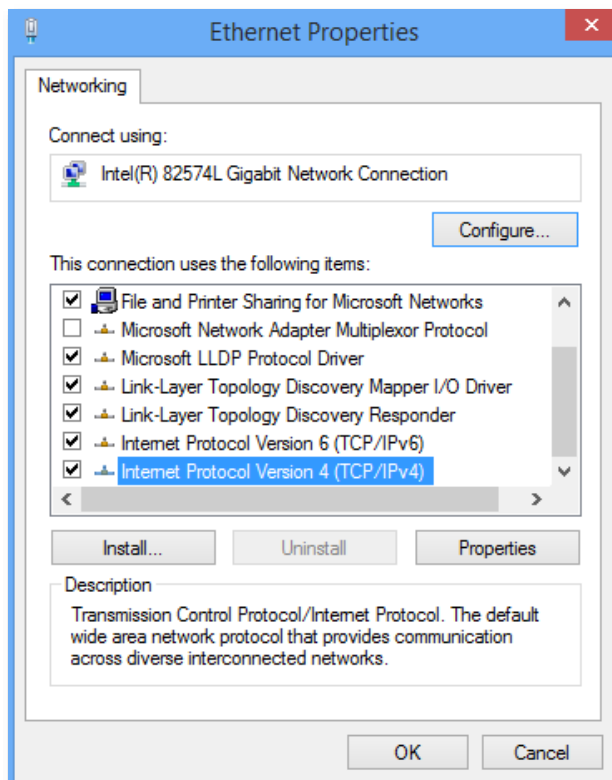 Ethernet Properties
Networking
Connect using:
Intel(R) 82574L Gigabit Network Connection
Configure...
This connection uses the following items:
File and Printer Sharing for Microsoft Networks
Microsoft Network Adapter Multiplexor Protocol
Microsoft LLDP Protocol Driver
Link-Layer Topology Discovery Mapper I/O Driver
Link-Layer Topology Discovery Responder
Internet Protocol Version 6 (TCP/IPv6)
Internet Protocol Version 4 (TCP/IPv4)
Install... Uninstall Properties
Description
Transmission Control Protocol/Internet Protocol. The default
wide area network protocol that provides communication
across diverse interconnected networks.
OK Cancel